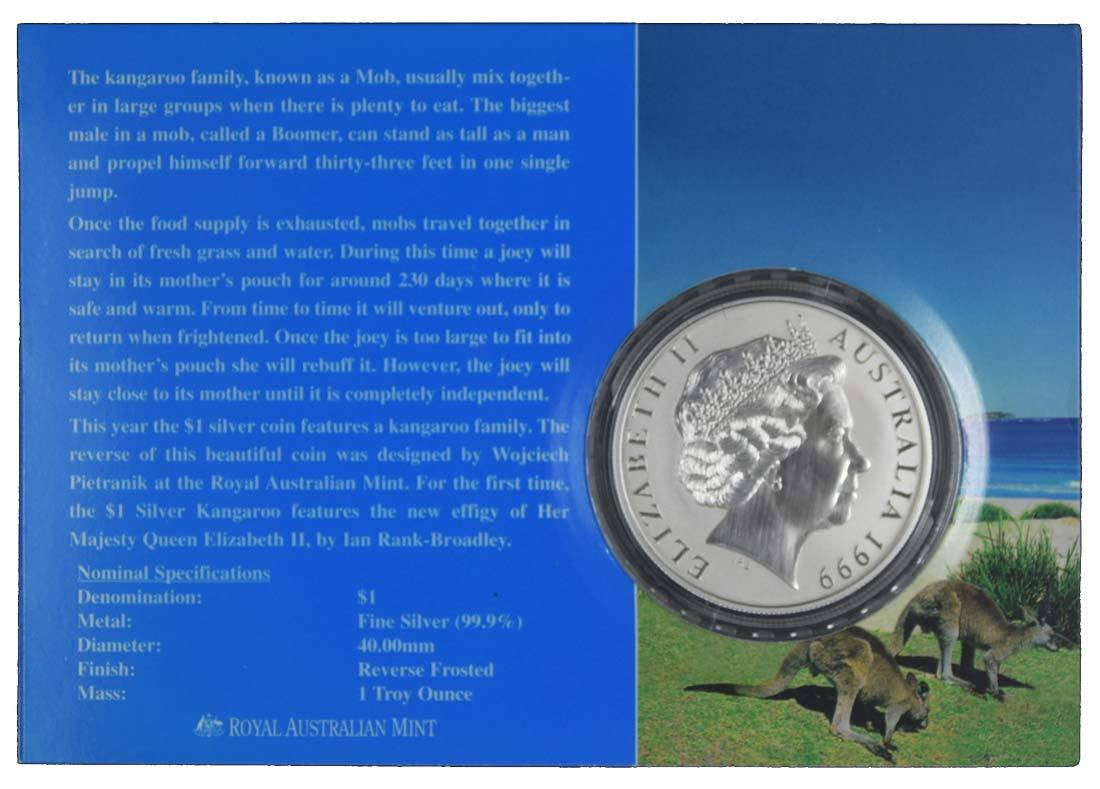 The kangaroo family, known as a Mob, usually mix togeth-
er in large groups when there is plenty to eat. The biggest
male in a mob, called a Boomer, can stand as tall as a man
and propel himself forward thirty-three feet in one single
jump.
Once the food supply is exhausted, mobs travel together in
search of fresh grass and water. During this time a joey will
stay in its mother's pouch for around 230 days where it is
safe and warm. From time to time it will venture out, only to
return when frightened. Once the joey is too large to fit into
its mother's pouch she will rebuff it. However, the joey will
stay close to its mother until it is completely independent.
This year the $1 silver coin features a kangaroo family. The
reverse of this beautiful coin was designed by Wojciech
Pietranik at the Royal Australian Mint. For the first time,
the $1 Silver Kangaroo features the new effigy of Her
Majesty Queen Elizabeth II, by Ian Rank-Broadley.
Nominal Specifications
Denomination: $1
Metal: Fine Silver (99.9%)
Diameter: 40.00mm
Finish: Reverse Frosted
Mass: 1 Troy Ounce
ROYAL AUSTRALIAN MINT
ELIZABETH II
AUSTRALIA 1999